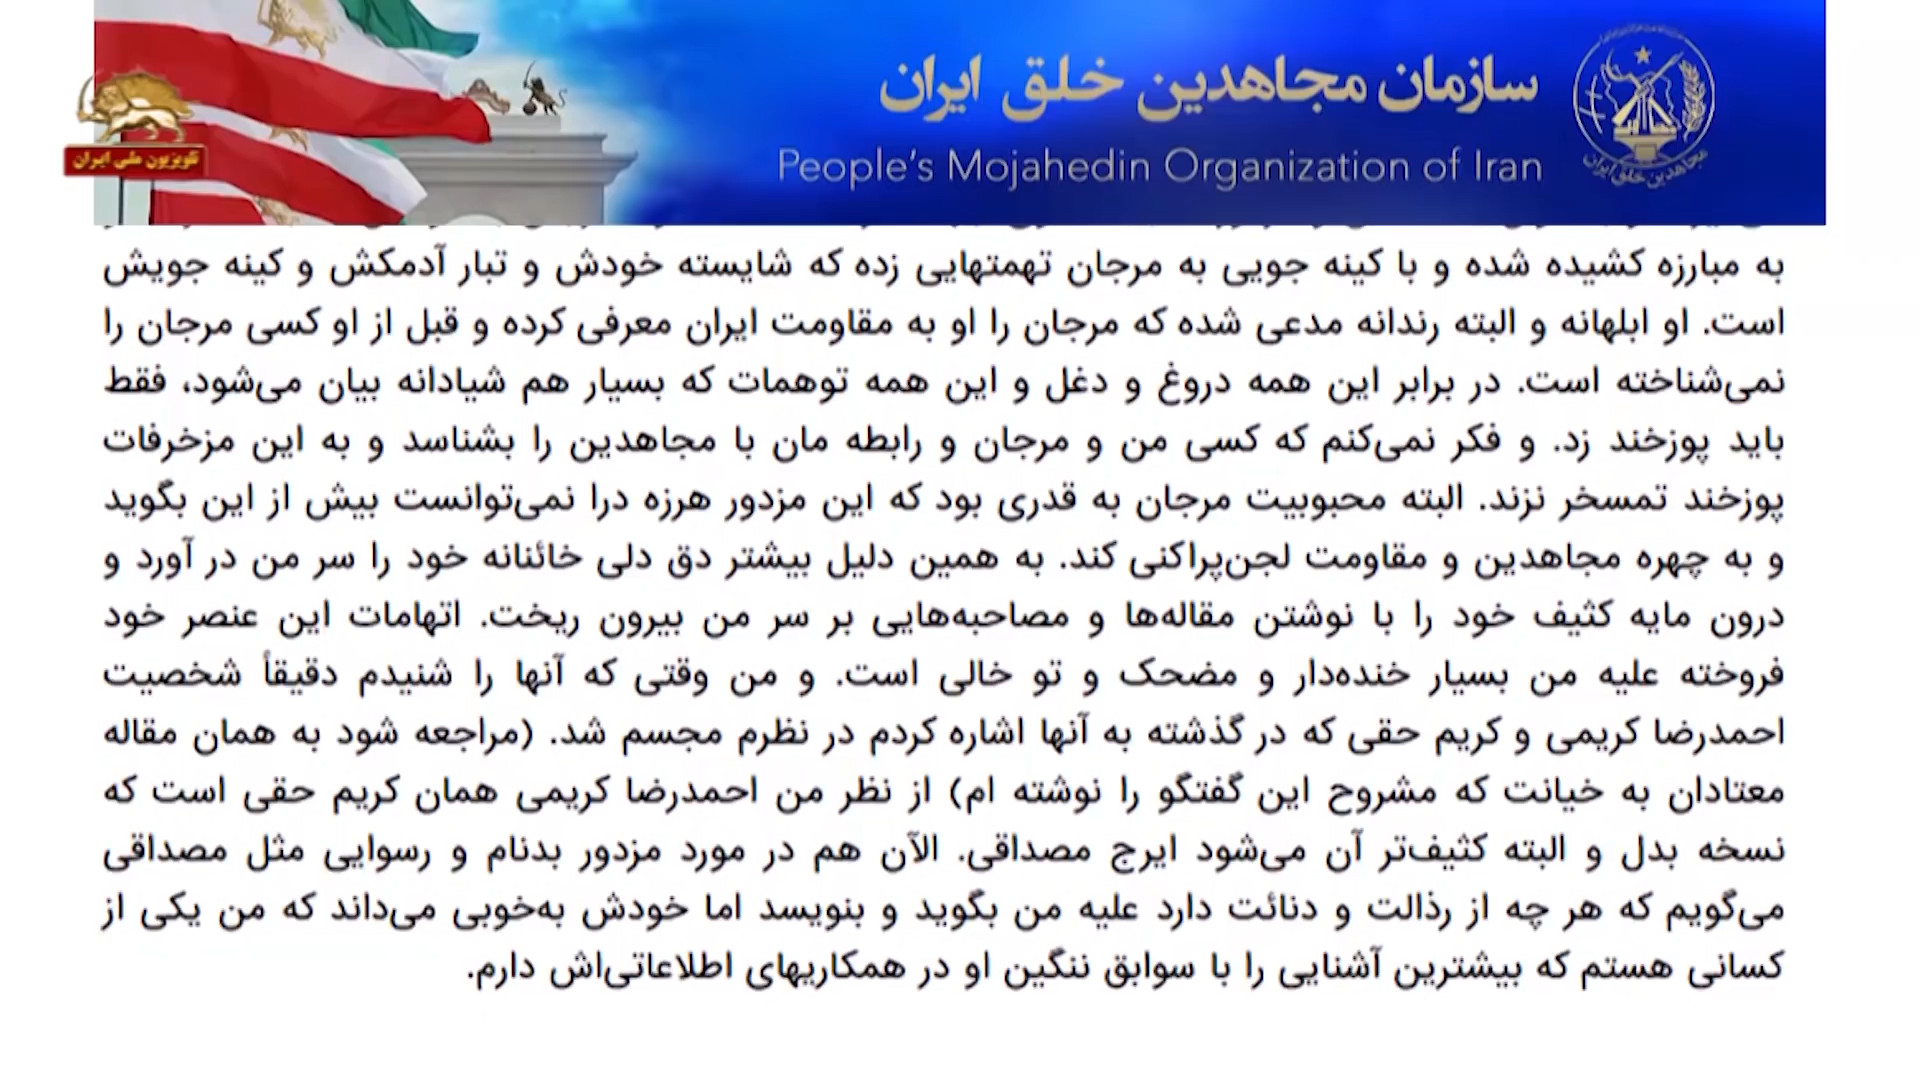 سازمان مجاهدین خلق ایران
People's Mojahedin Organization of Iran
مجاهدین خلق ایران
تلویزیون ملی ایران
به مبارزه کشیده شده و با کینه جویی به مرجان تهمتهایی زده که شایسته خودش و تبار آدمکش و کینه جویش
است. او ابلهانه و البته رندانه مدعی شده که مرجان را او به مقاومت ایران معرفی کرده و قبل از او کسی مرجان را
نمی‌شناخته است. در برابر این همه دروغ و دغل و این همه توهمات که بسیار هم شیادانه بیان می‌شود، فقط
باید پوزخند زد. و فکر نمی‌کنم که کسی من و مرجان و رابطه مان با مجاهدین را بشناسد و به این مزخرفات
پوزخند تمسخر نزند. البته محبوبیت مرجان به قدری بود که این مزدور هرزه درا نمی‌توانست بیش از این بگوید
و به چهره مجاهدین و مقاومت لجن‌پراکنی کند. به همین دلیل بیشتر دق دلی خائنانه خود را سر من در آورد و
درون مایه کثیف خود را با نوشتن مقاله‌ها و مصاحبه‌هایی بر سر من بیرون ریخت. اتهامات این عنصر خود
فروخته علیه من بسیار خنده‌دار و مضحک و تو خالی است. و من وقتی که آنها را شنیدم دقیقاً شخصیت
احمدرضا کریمی و کریم حقی که در گذشته به آنها اشاره کردم در نظرم مجسم شد. (مراجعه شود به همان مقاله
معتادان به خیانت که مشروح این گفتگو را نوشته ام) از نظر من احمدرضا کریمی همان کریم حقی است که
نسخه بدل و البته کثیف‌تر آن می‌شود ایرج مصداقی. الآن هم در مورد مزدور بدنام و رسوایی مثل مصداقی
می‌گویم که هر چه از رذالت و دنائت دارد علیه من بگوید و بنویسد اما خودش به‌خوبی می‌داند که من یکی از
کسانی هستم که بیشترین آشنایی را با سوابق ننگین او در همکاریهای اطلاعاتی‌اش دارم.